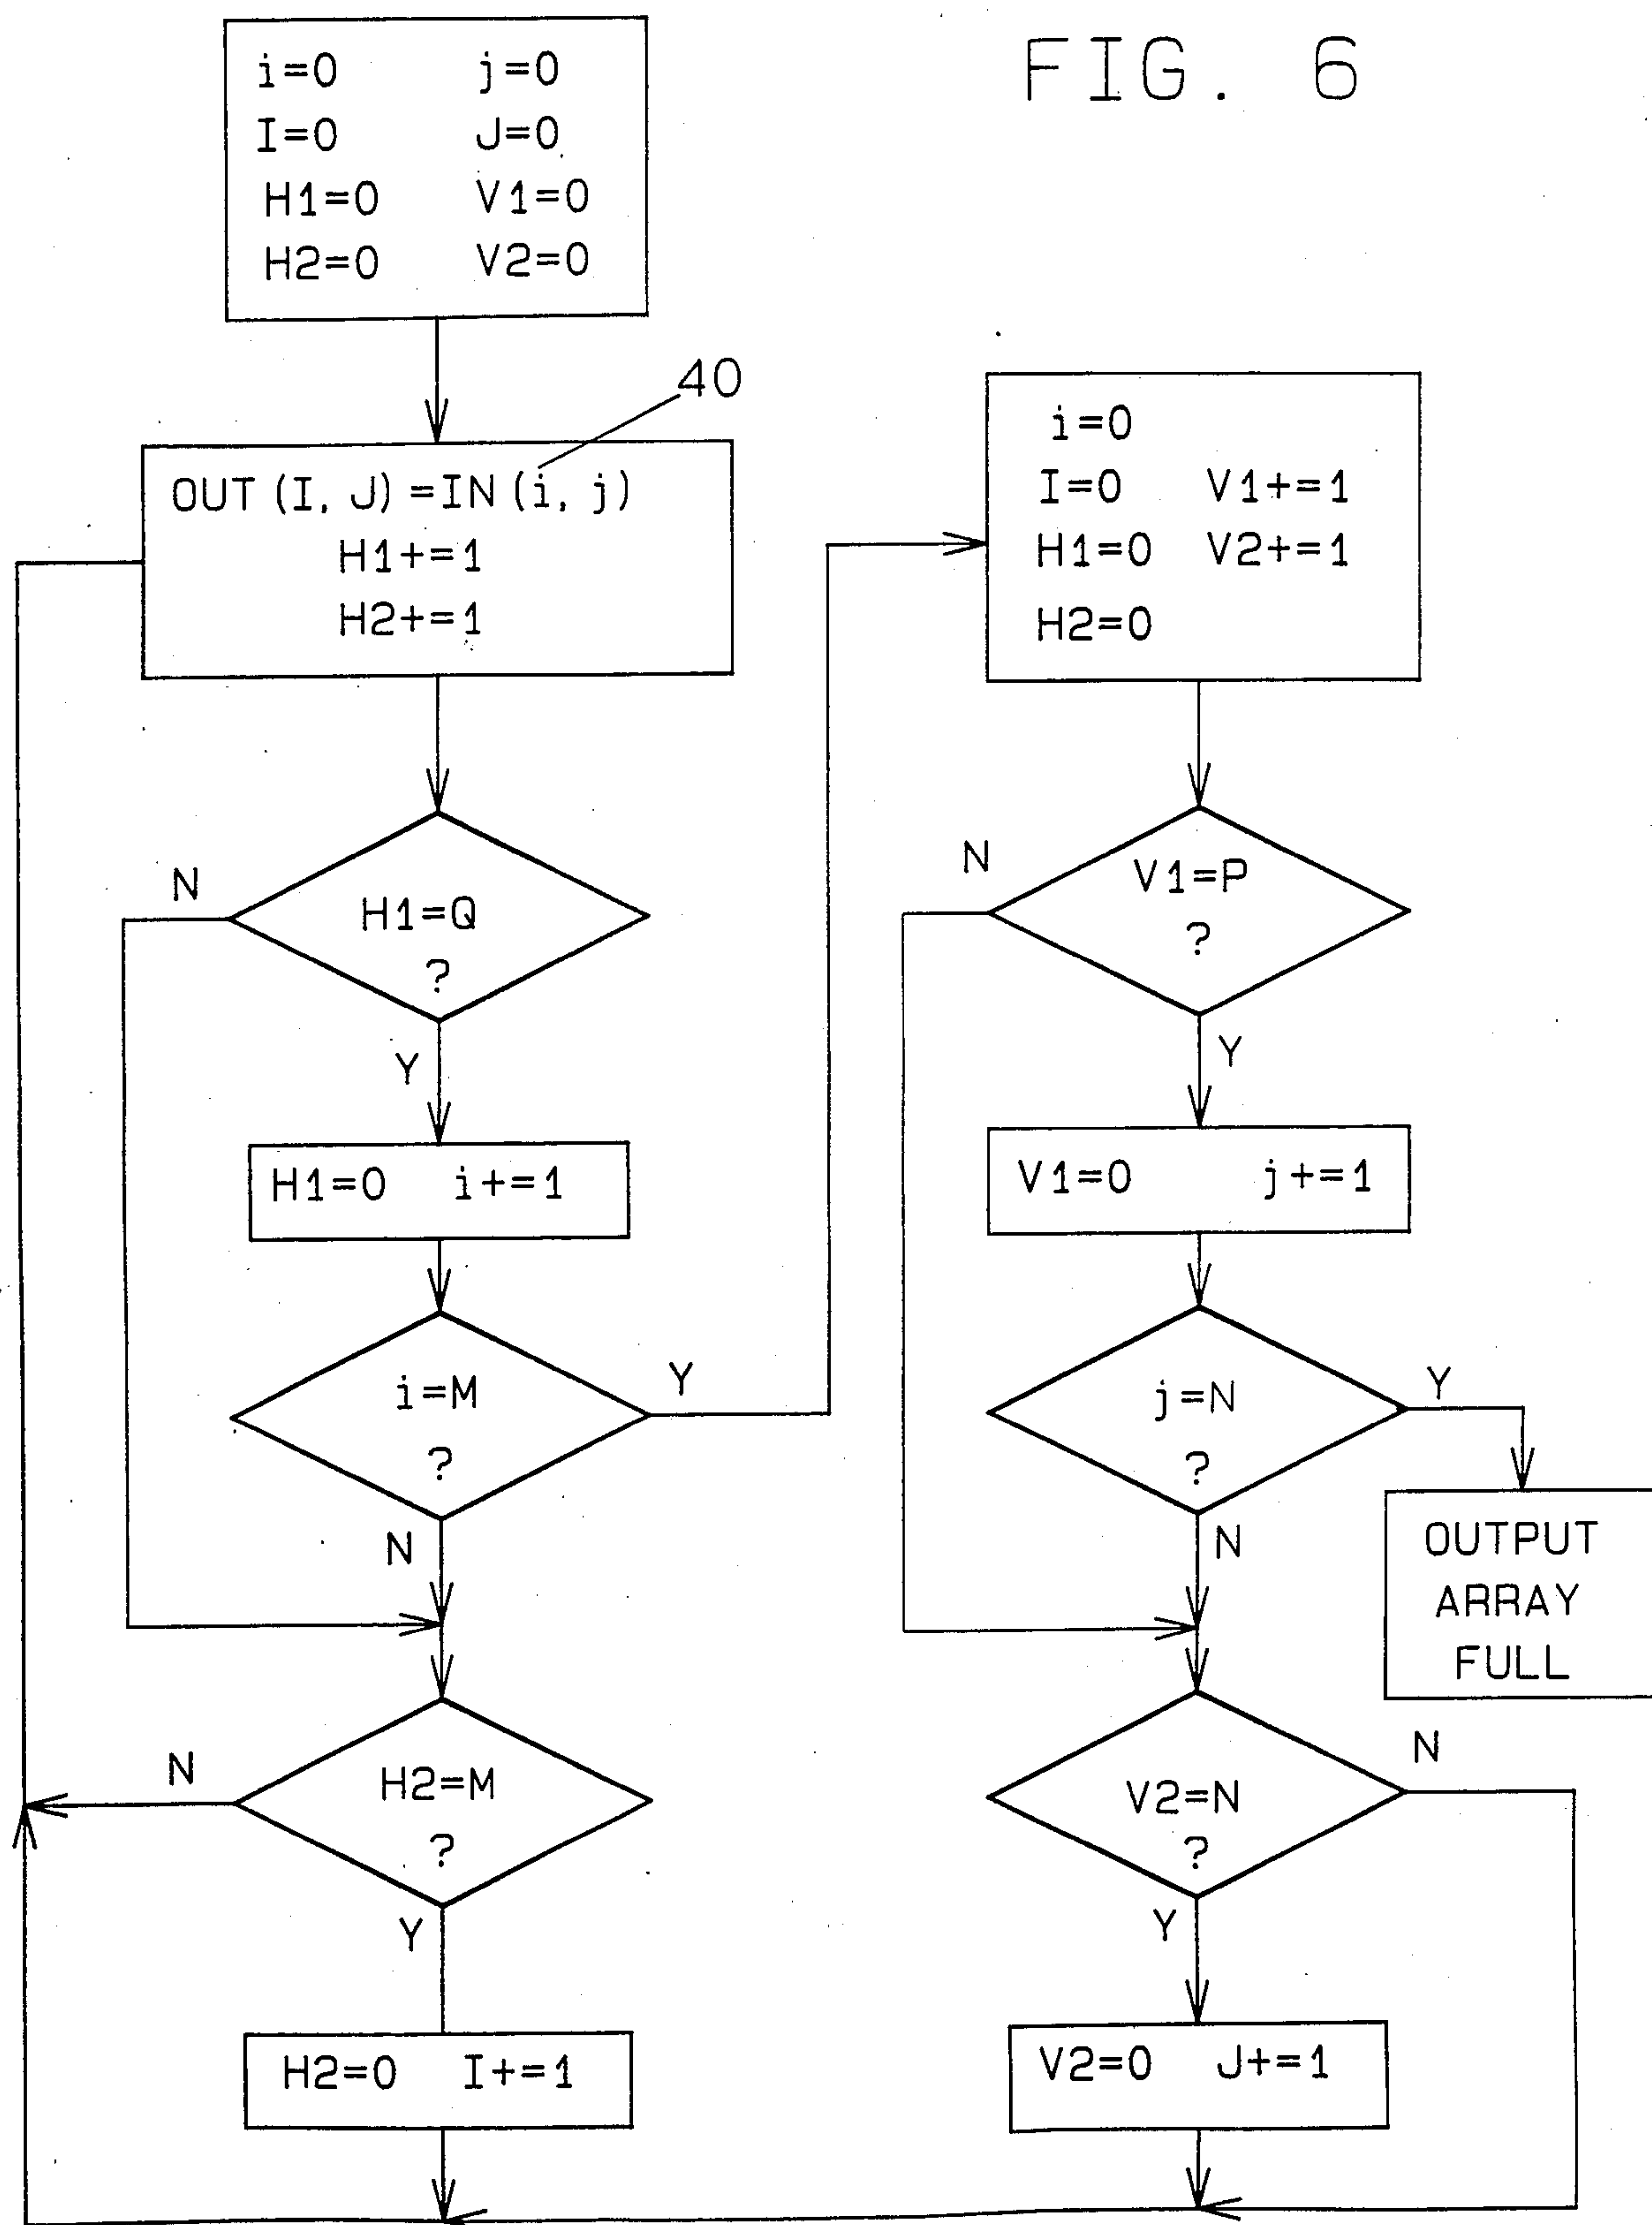 FIG. 6
i=0 j=0
I=0 J=0
H1=0 V1=0
H2=0 V2=0
40
OUT (I, J) =IN (i, j)
H1+=1
H2+=1
N
H1=Q
?
Y
H1=0 i+=1
i=M
?
Y
N
H2=M
?
N
Y
H2=0 I+=1
i=0
I=0 V1+=1
H1=0 V2+=1
H2=0
N
V1=P
?
Y
V1=0 j+=1
j=N
?
Y
N
OUTPUT
ARRAY
FULL
V2=N
?
N
Y
V2=0 J+=1